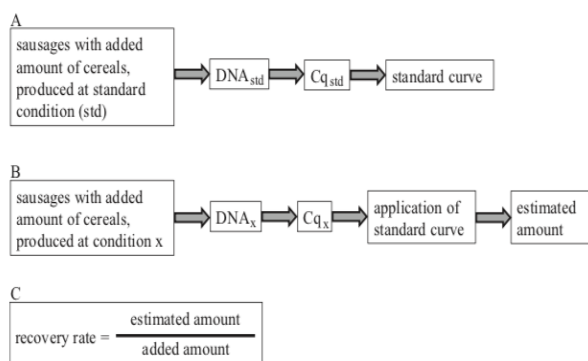 A
sausages with added
amount of cereals,
produced at standard
condition (std)
DNAstd
Cqstd
standard curve
B
sausages with added
amount of cereals,
produced at condition x
DNAx
Cqx
application of
standard curve
estimated
amount
C
recovery rate =
estimated amount
added amount